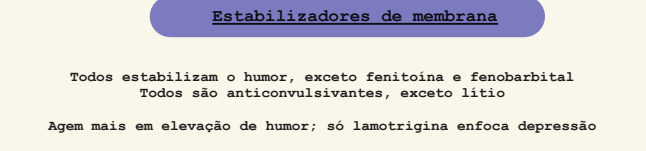 Estabilizadores de membrana
Todos estabilizam o humor, exceto fenitoína e fenobarbital
Todos são anticonvulsivantes, exceto lítio
Agem mais em elevação de humor; só lamotrigina enfoca depressão